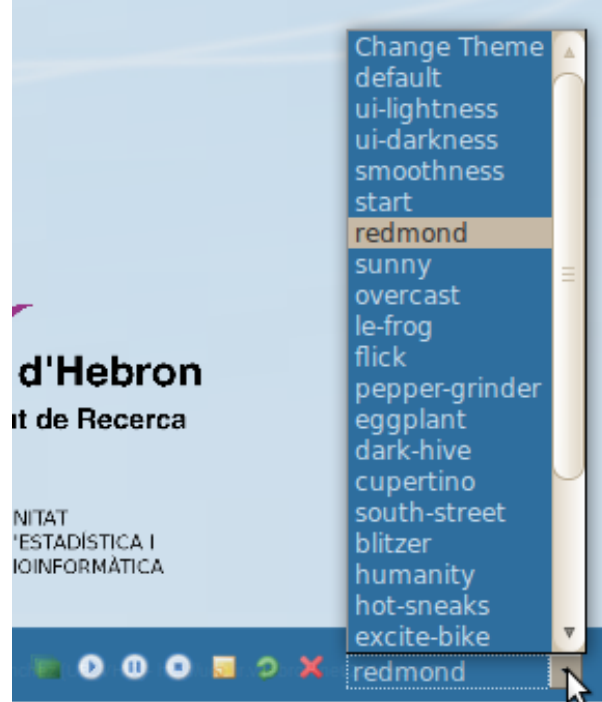 Change Theme
default
ui-lightness
ui-darkness
smoothness
start
redmond
sunny
overcast
le-frog
flick
pepper-grinder
eggplant
dark-hive
cupertino
south-street
blitzer
humanity
hot-sneaks
excite-bike
d'Hebron
ut de Recerca
NITAT
'ESTADÍSTICA I
IOINFORMÀTICA
redmond